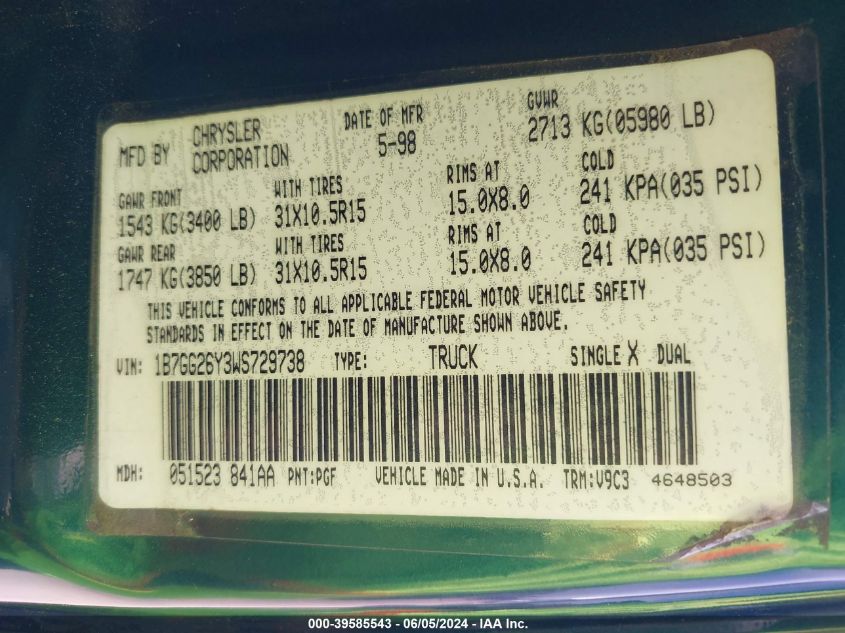 MFD BY CHRYSLER CORPORATION DATE OF MFR 5-98 GVWR 2713 KG(05980 LB)
GAWR FRONT WITH TIRES RIMS AT COLD
1543 KG(3400 LB) 31X10.5R15 15.0X8.0 241 KPA(035 PSI)
GAWR REAR WITH TIRES RIMS AT COLD
1747 KG(3850 LB) 31X10.5R15 15.0X8.0 241 KPA(035 PSI)
THIS VEHICLE CONFORMS TO ALL APPLICABLE FEDERAL MOTOR VEHICLE SAFETY
STANDARDS IN EFFECT ON THE DATE OF MANUFACTURE SHOWN ABOVE.
VIN: 1B7GG26Y3WS729738 TYPE: TRUCK SINGLE X DUAL
MDH: 051523 841AA PNT:PGF VEHICLE MADE IN U.S.A. TRM:V9C3 4648503
000-39585543 - 06/05/2024 - IAA Inc.